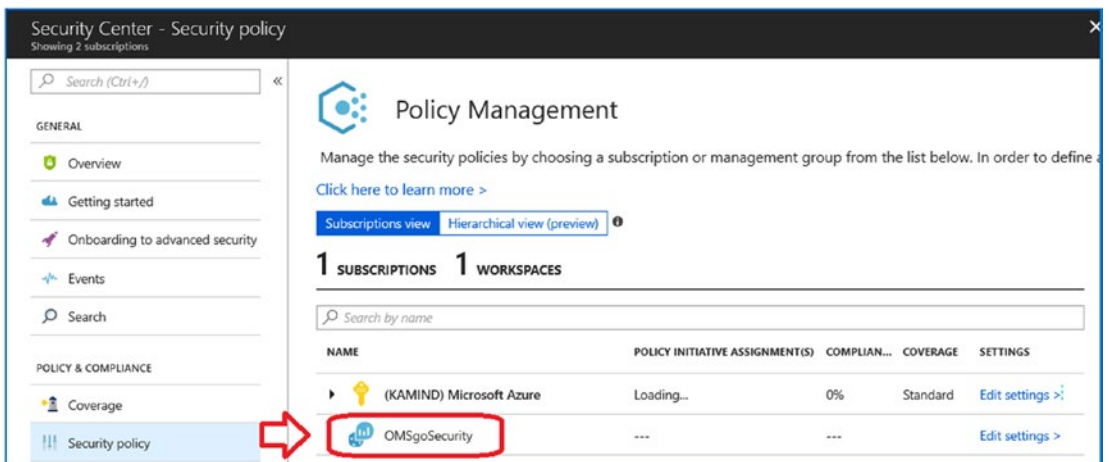 Security Center - Security policy
Showing 2 subscriptions
Search (Ctrl+/)
«
GENERAL
Overview
Getting started
Onboarding to advanced security
Events
Search
POLICY & COMPLIANCE
Coverage
Security policy
Policy Management
Manage the security policies by choosing a subscription or management group from the list below. In order to define a
Click here to learn more >
Subscriptions view Hierarchical view (preview)
1 SUBSCRIPTIONS 1 WORKSPACES
Search by name
NAME POLICY INITIATIVE ASSIGNMENT(S) COMPLIAN... COVERAGE SETTINGS
(KAMIND) Microsoft Azure Loading... 0% Standard Edit settings >
OMSgoSecurity --- --- Edit settings >